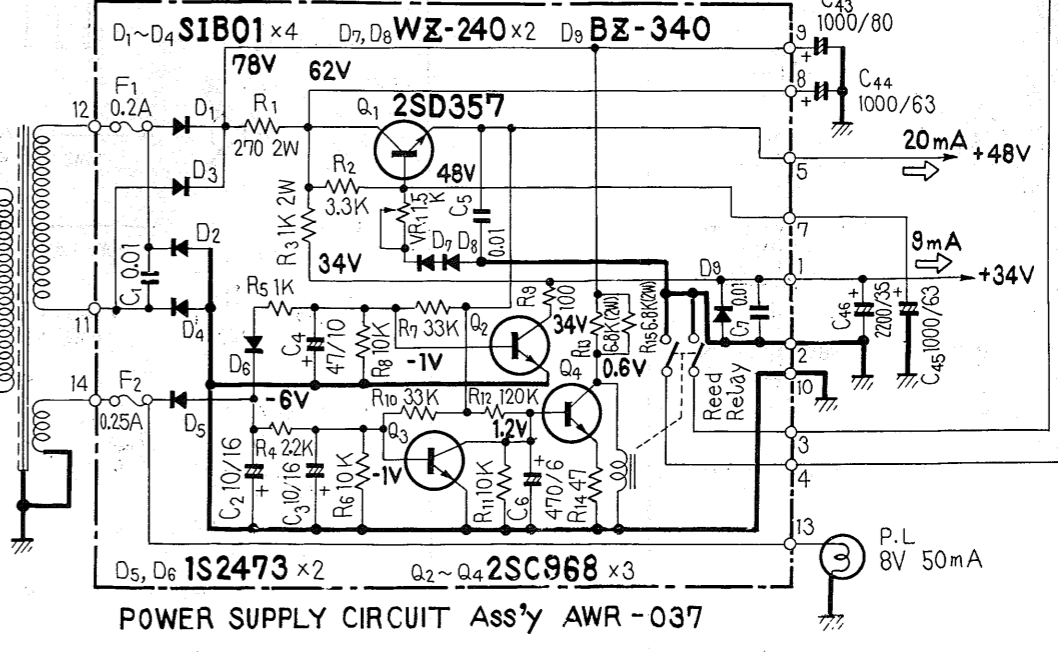 C43
1000/80
D1~D4 SIB01 ×4
D7, D8 WZ-240 ×2
D9 BZ-340
9
+
78V
62V
8
+
C44
1000/63
F1
0.2A
12
D1
R1
270 2W
Q1
2SD357
20mA
+48V
5
D3
R2
3.3K
48V
VR1 1.5K
C5
0.01
R3 1K 2W
7
D2
C1 0.01
D7 D8
34V
D9
1
9mA
+34V
R5 1K
R9
100
11
D4
D6
C4
47/10
+
R8 10K
R7 33K
Q2
-1V
34V
R13
6.8K(2W)
R15 6.8K(2W)
0.01
C7
C46
2200/35
+
C45 1000/63
+
2
0.6V
Q4
Reed
Relay
10
14
F2
0.25A
-6V
D5
R10 33K
R12 120K
1.2V
Q3
R4 2.2K
-1V
3
4
C2 10/16
+
C3 10/16
+
R6 10K
R11 10K
C6
470/6
+
R14 47
13
P.L
8V 50mA
D5, D6 1S2473 ×2
Q2~Q4 2SC968 ×3
POWER SUPPLY CIRCUIT Ass'y AWR-037